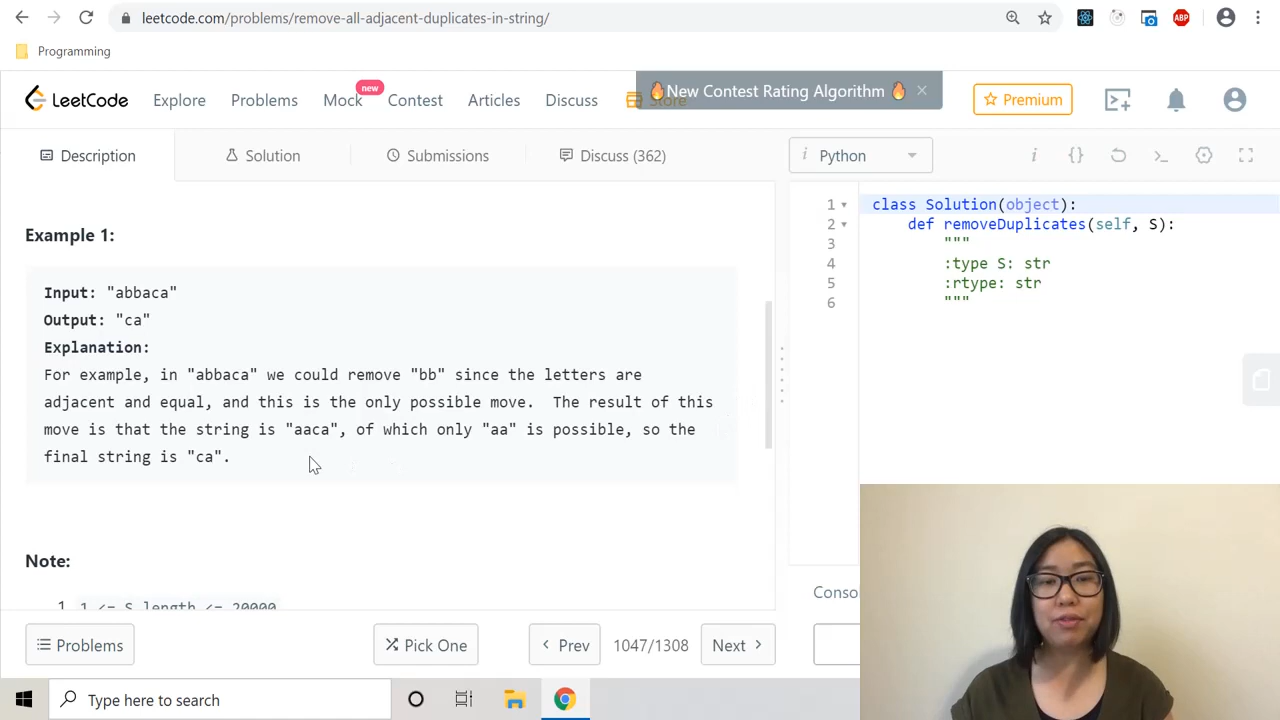 leetcode.com/problems/remove-all-adjacent-duplicates-in-string/
ABP
Programming
LeetCode
Explore
Problems
Mock
new
Contest
Articles
Discuss
Store
🔥New Contest Rating Algorithm 🔥 ×
Premium
Description
Solution
Submissions
Discuss (362)
i Python
i {}
Example 1:
Input: "abbaca"
Output: "ca"
Explanation:
For example, in "abbaca" we could remove "bb" since the letters are
adjacent and equal, and this is the only possible move. The result of this
move is that the string is "aaca", of which only "aa" is possible, so the
final string is "ca".
Note:
1 <= S.length <= 20000
1 class Solution(object):
2 def removeDuplicates(self, S):
3 """
4 :type S: str
5 :rtype: str
6 """
Conso
Problems
Pick One
Prev
1047/1308
Next
Type here to search